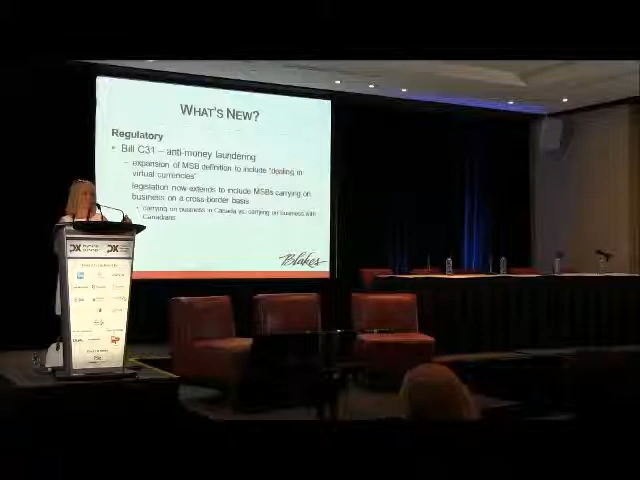 WHAT'S NEW?
Regulatory
• Bill C31 – anti-money laundering
– expansion of MSB definition to include "dealing in
virtual currencies"
legislation now extends to include MSBs carrying on
business on a cross-border basis
• carrying on business in Canada vs. carrying on business with
Canadians
Blakes